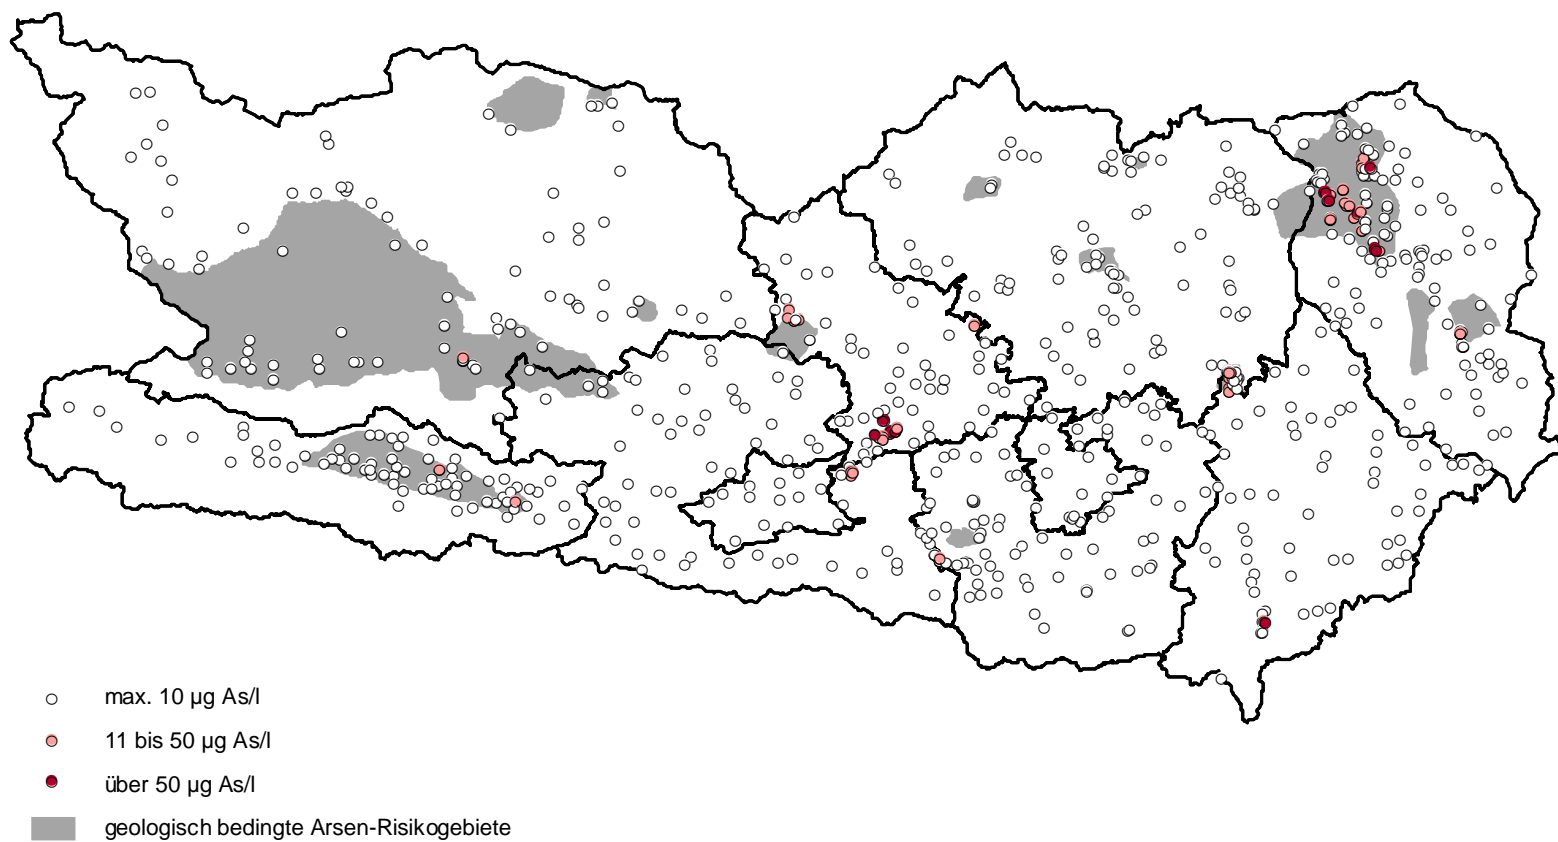 max. 10 µg As/l
11 bis 50 µg As/l
über 50 µg As/l
geologisch bedingte Arsen-Risikogebiete